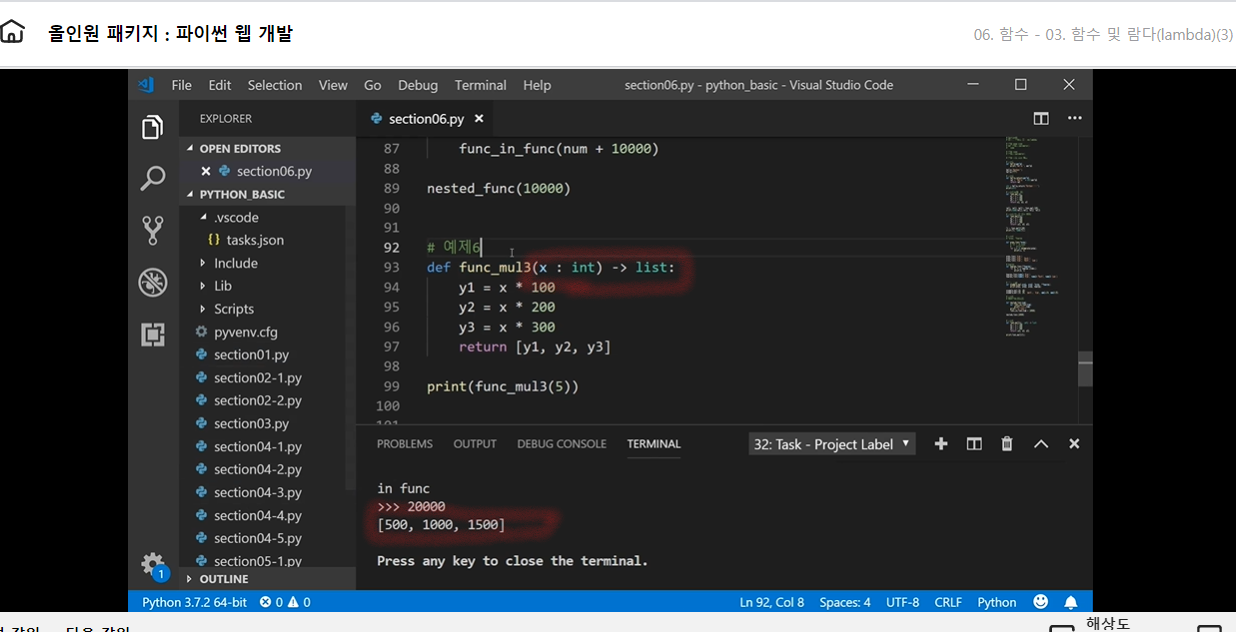 올인원 패키지 : 파이썬 웹 개발
06. 함수 - 03. 함수 및 람다(lambda)(3)
File Edit Selection View Go Debug Terminal Help
section06.py - python_basic - Visual Studio Code
EXPLORER
OPEN EDITORS
section06.py
PYTHON_BASIC
.vscode
{} tasks.json
Include
Lib
Scripts
pyvenv.cfg
section01.py
section02-1.py
section02-2.py
section03.py
section04-1.py
section04-2.py
section04-3.py
section04-4.py
section04-5.py
section05-1.py
OUTLINE
section06.py
87 func_in_func(num + 10000)
88
89 nested_func(10000)
90
91
92 # 예제6
93 def func_mul3(x : int) -> list:
94 y1 = x * 100
95 y2 = x * 200
96 y3 = x * 300
97 return [y1, y2, y3]
98
99 print(func_mul3(5))
100
101
PROBLEMS OUTPUT DEBUG CONSOLE TERMINAL
32: Task - Project Label
in func
>>> 20000
[500, 1000, 1500]
Press any key to close the terminal.
1
Python 3.7.2 64-bit 0 0
Ln 92, Col 8 Spaces: 4 UTF-8 CRLF Python
강의 다음 강의
해상도